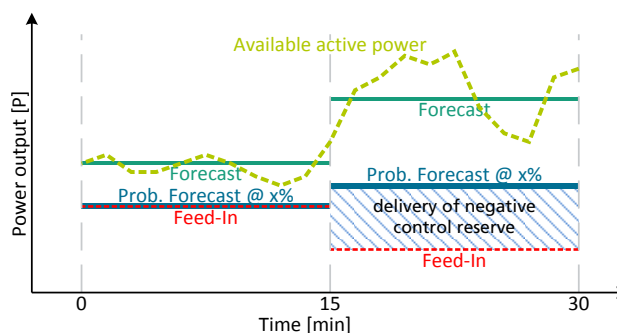 Available active power
Forecast
Forecast
Prob. Forecast @ x%
Prob. Forecast @ x%
Feed-In
delivery of negative
control reserve
Feed-In
Power output [P]
0
15
30
Time [min]